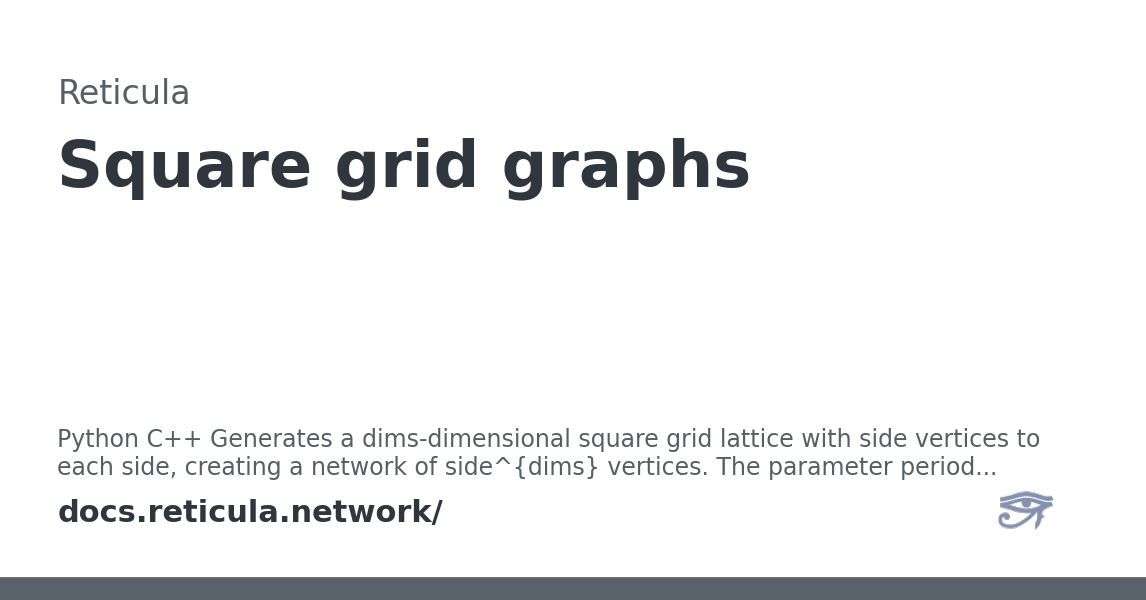 Reticula
Square grid graphs
Python C++ Generates a dims-dimensional square grid lattice with side vertices to
each side, creating a network of side^{dims} vertices. The parameter period...
docs.reticula.network/